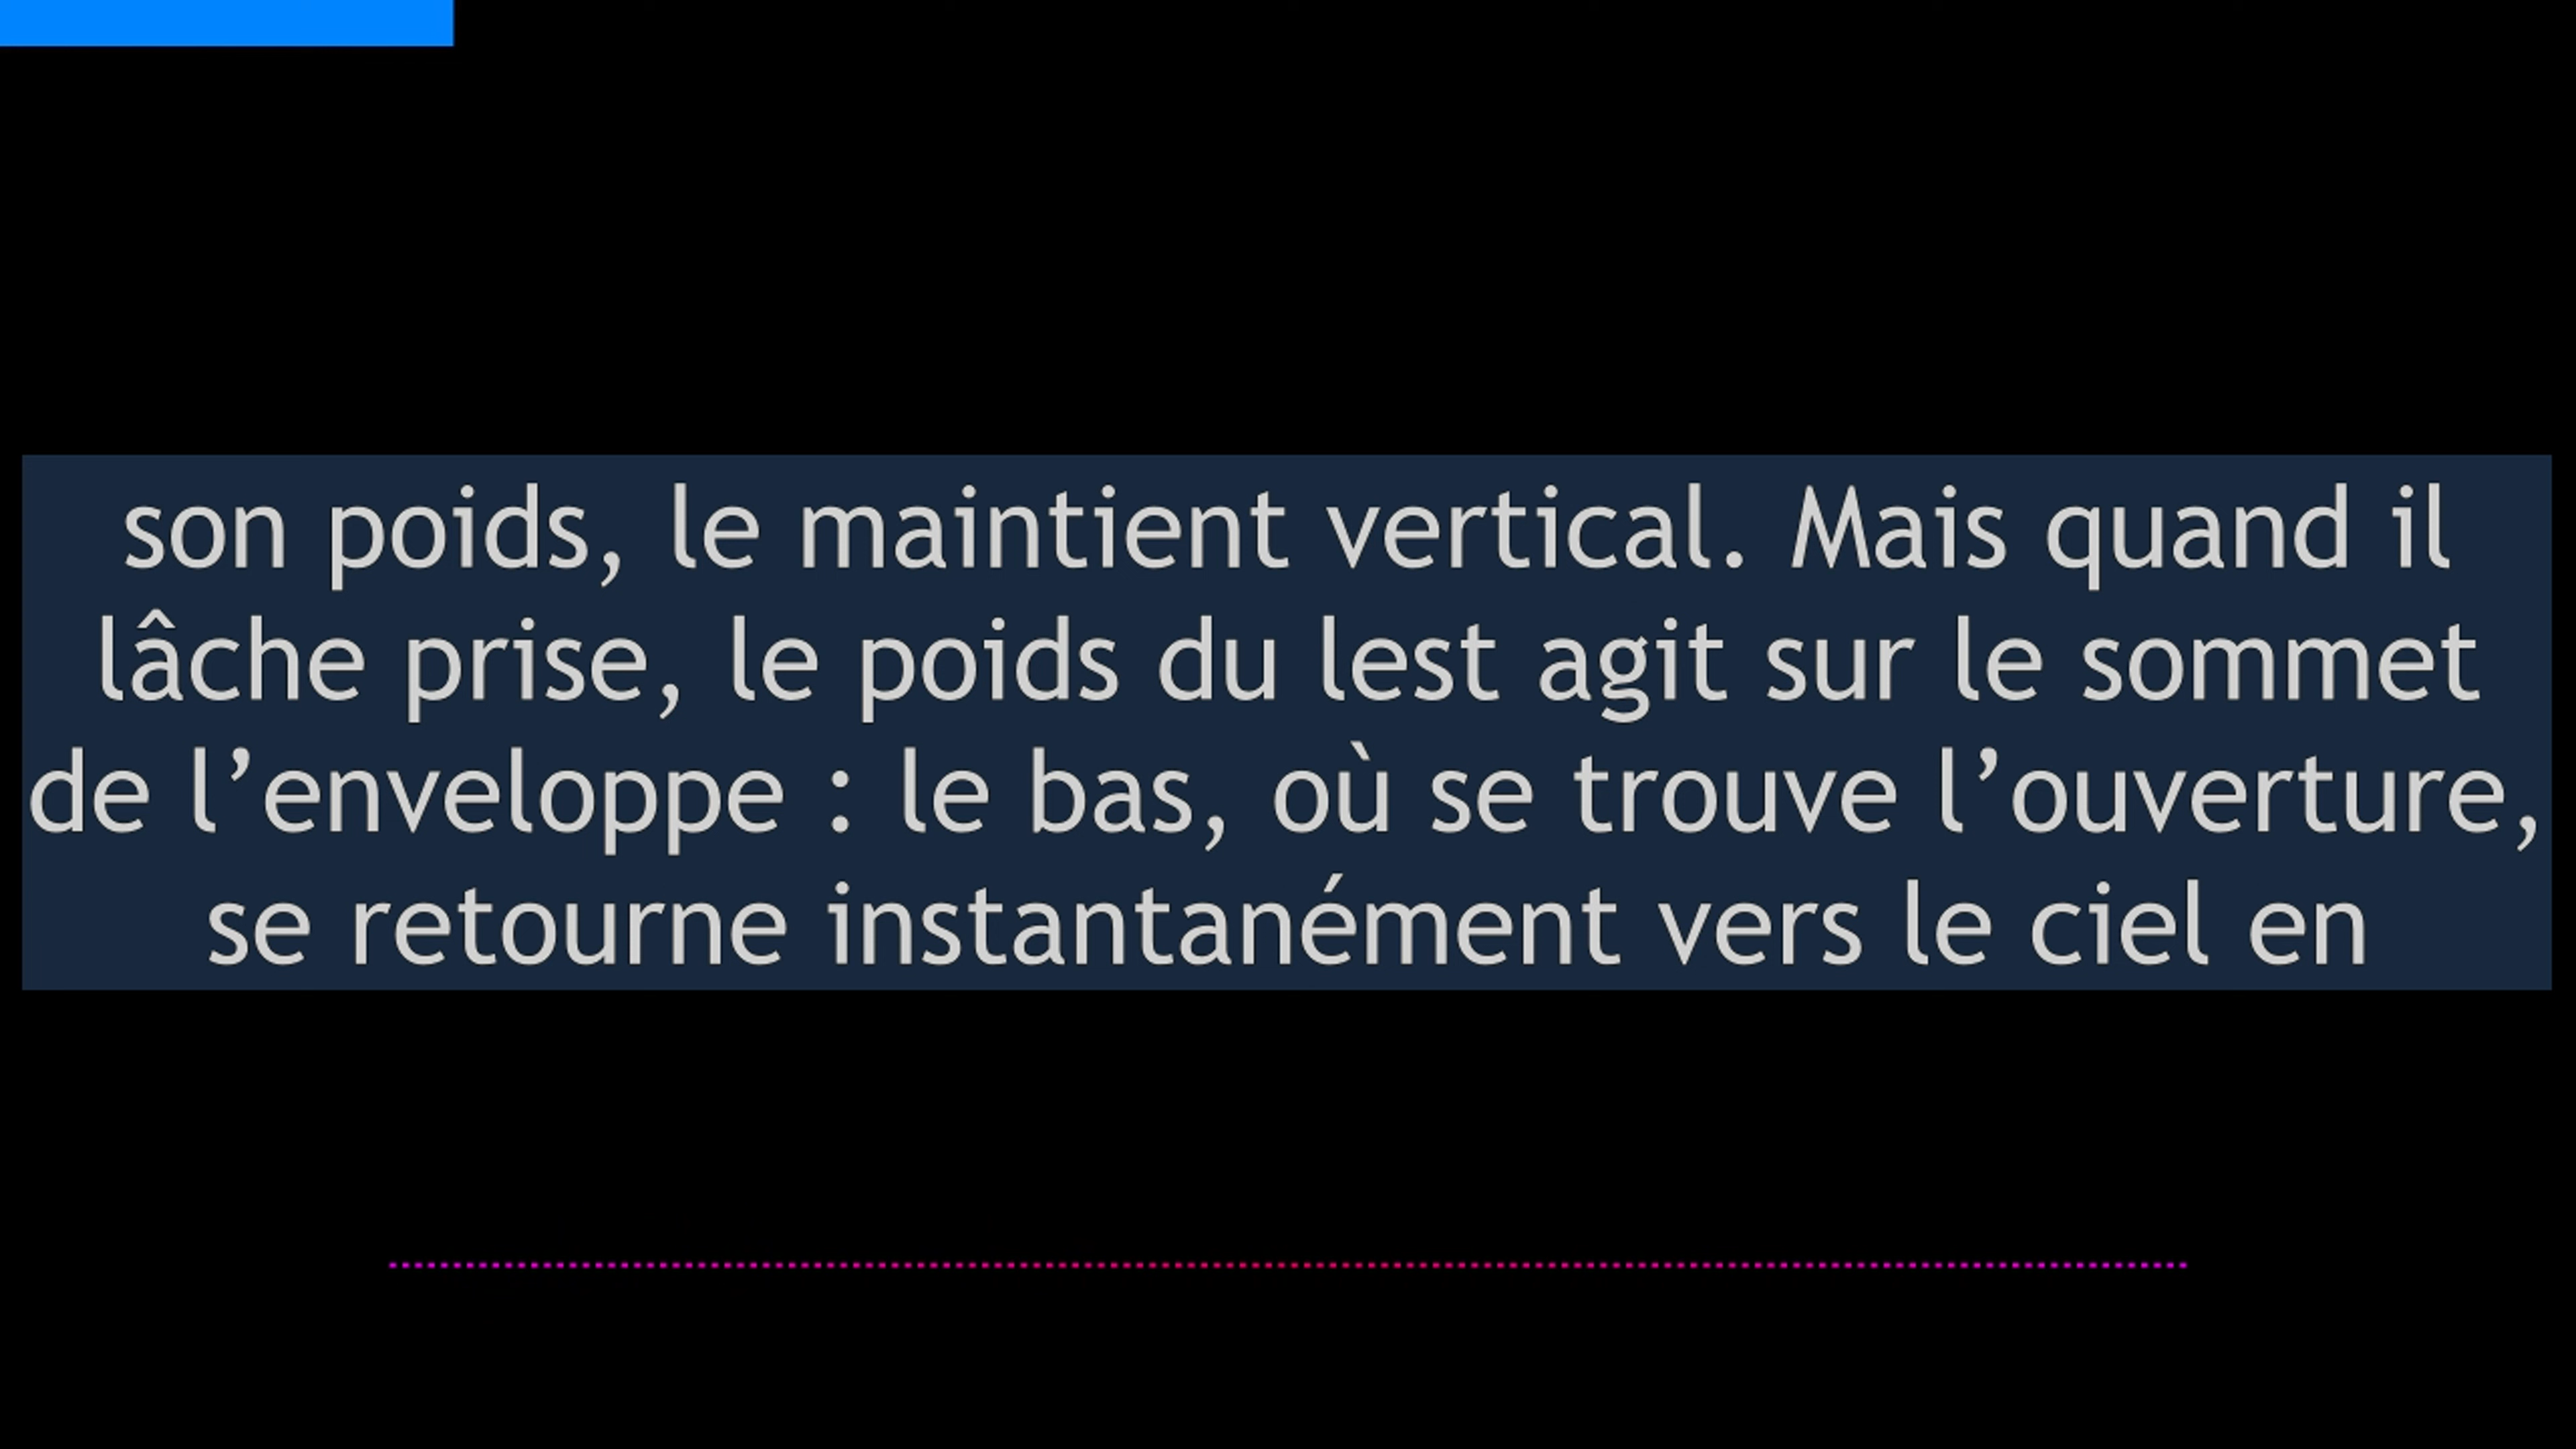 son poids, le maintient vertical. Mais quand il
lâche prise, le poids du lest agit sur le sommet
de l’enveloppe : le bas, où se trouve l’ouverture,
se retourne instantanément vers le ciel en